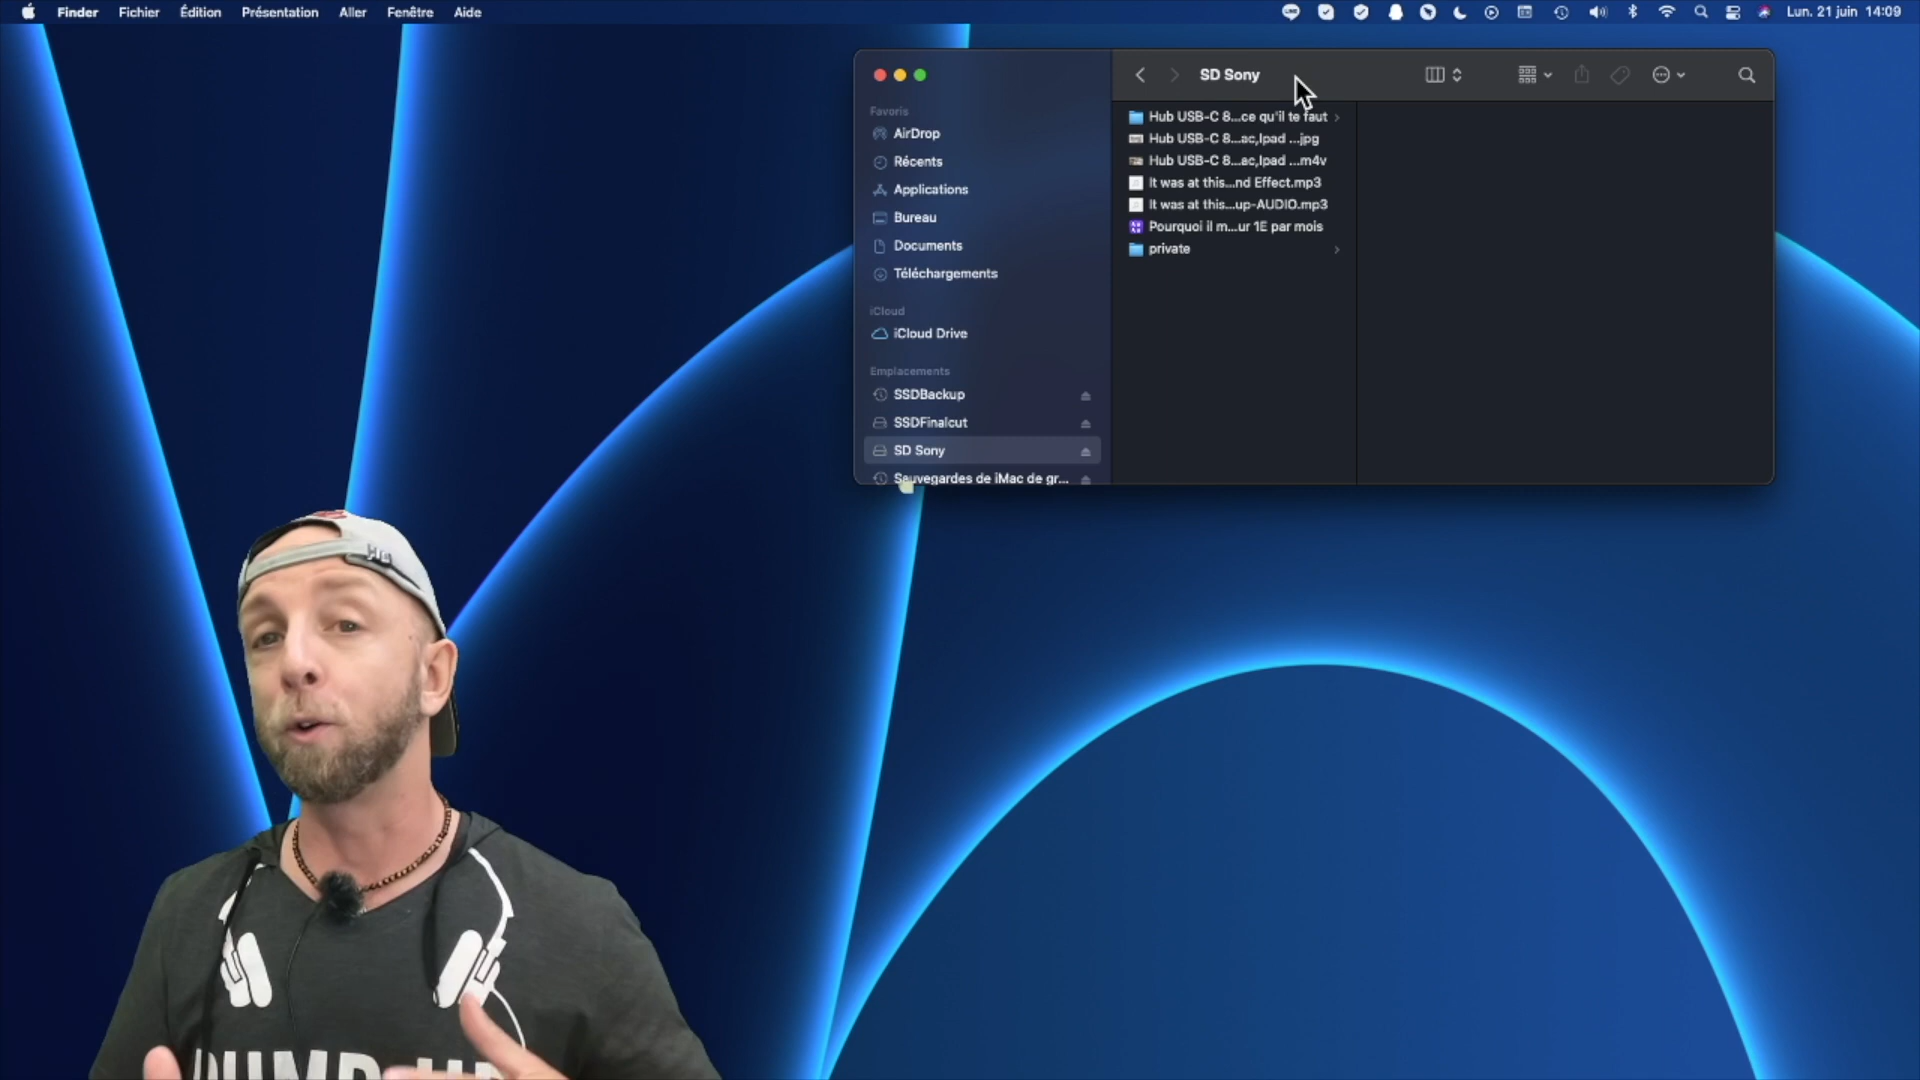 Finder Fichier Édition Présentation Aller Fenêtre Aide Lun. 21 juin 14:09
SD Sony
Favoris
AirDrop
Récents
Applications
Bureau
Documents
Téléchargements
iCloud
iCloud Drive
Emplacements
SSDBackup
SSDFinalcut
SD Sony
Sauvegardes de iMac de gr...
Hub USB-C 8...ce qu'il te faut
Hub USB-C 8...ac,Ipad ...jpg
Hub USB-C 8...ac,Ipad ...m4v
It was at this...nd Effect.mp3
It was at this...up-AUDIO.mp3
Pourquoi il m...ur 1E par mois
private